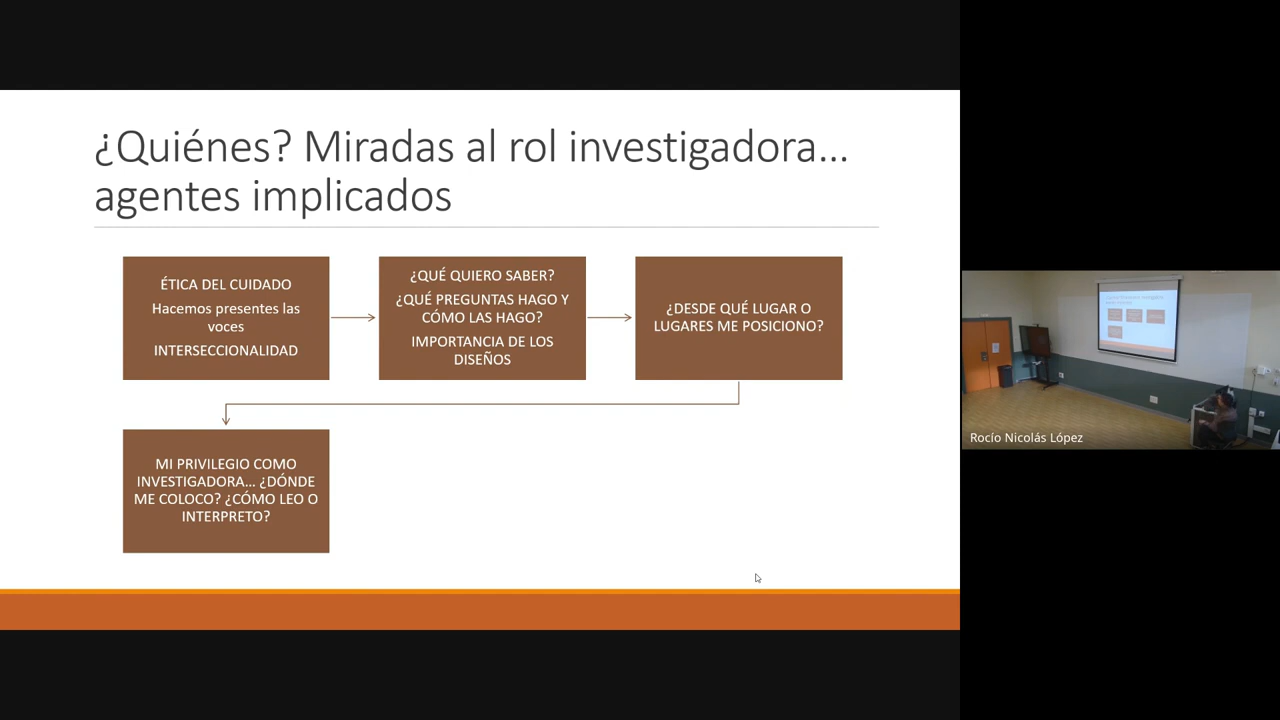 ¿Quiénes? Miradas al rol investigadora...
agentes implicados
ÉTICA DEL CUIDADO
Hacemos presentes las
voces
INTERSECCIONALIDAD
¿QUÉ QUIERO SABER?
¿QUÉ PREGUNTAS HAGO Y
CÓMO LAS HAGO?
IMPORTANCIA DE LOS
DISEÑOS
¿DESDE QUÉ LUGAR O
LUGARES ME POSICIONO?
MI PRIVILEGIO COMO
INVESTIGADORA... ¿DÓNDE
ME COLOCO? ¿CÓMO LEO O
INTERPRETO?
Rocío Nicolás López